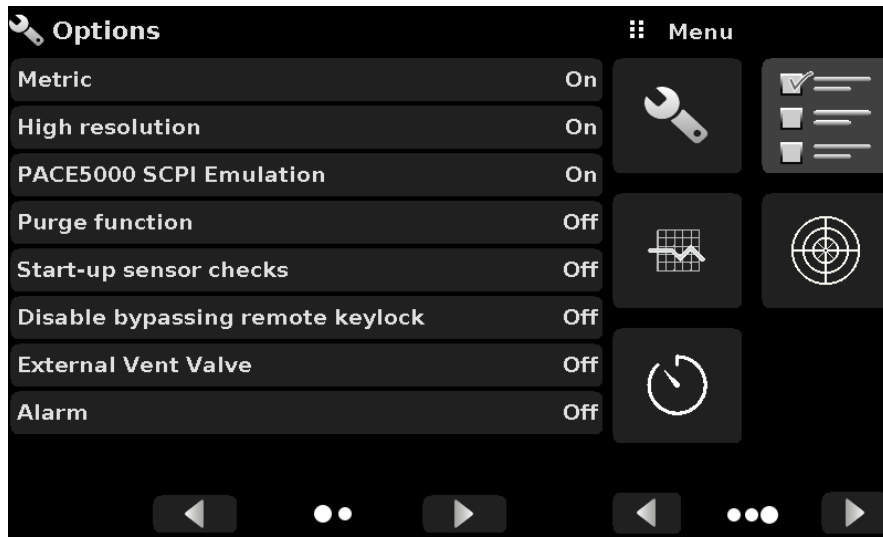 Options
Menu
Metric On
High resolution On
PACE5000 SCPI Emulation On
Purge function Off
Start-up sensor checks Off
Disable bypassing remote keylock Off
External Vent Valve Off
Alarm Off